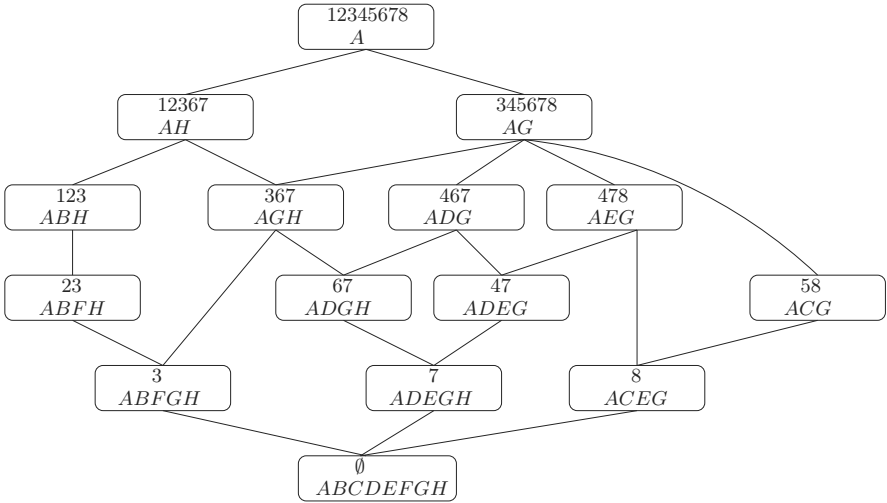 12345678
A
12367
AH
345678
AG
123
ABH
367
AGH
467
ADG
478
AEG
23
ABFH
67
ADGH
47
ADEG
58
ACG
3
ABFGH
7
ADEGH
8
ACEG
∅
ABCDEFGH